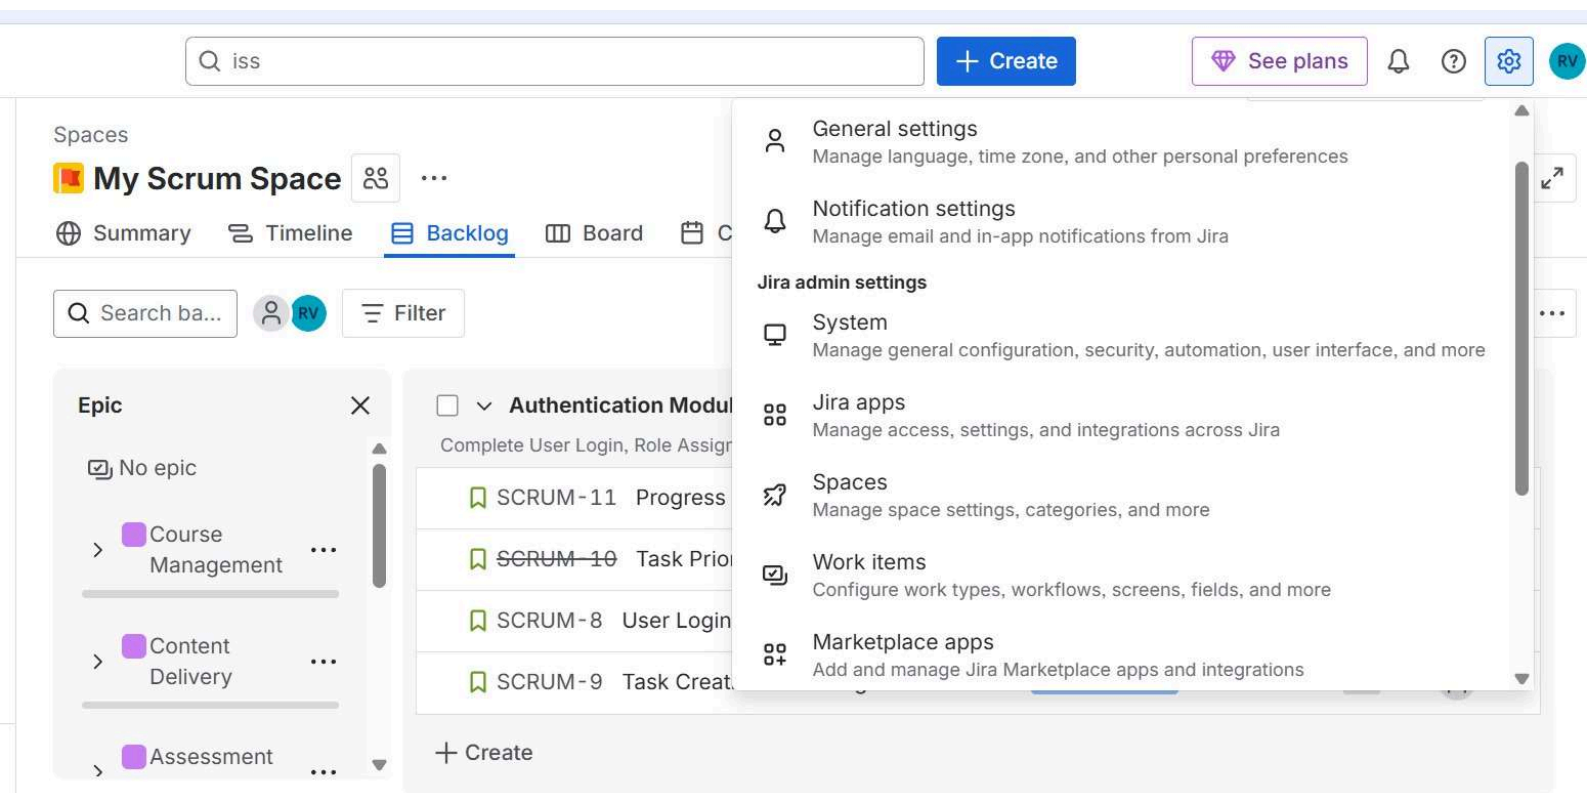 iss
+ Create
See plans
RV
Spaces
My Scrum Space
Summary
Timeline
Backlog
Board
C
Search ba...
RV
Filter
Epic
No epic
Course
Management
Content
Delivery
Assessment
Authentication Modul
Complete User Login, Role Assign
SCRUM-11 Progress
SCRUM-10 Task Prior
SCRUM-8 User Login
SCRUM-9 Task Creat
+ Create
General settings
Manage language, time zone, and other personal preferences
Notification settings
Manage email and in-app notifications from Jira
Jira admin settings
System
Manage general configuration, security, automation, user interface, and more
Jira apps
Manage access, settings, and integrations across Jira
Spaces
Manage space settings, categories, and more
Work items
Configure work types, workflows, screens, fields, and more
Marketplace apps
Add and manage Jira Marketplace apps and integrations